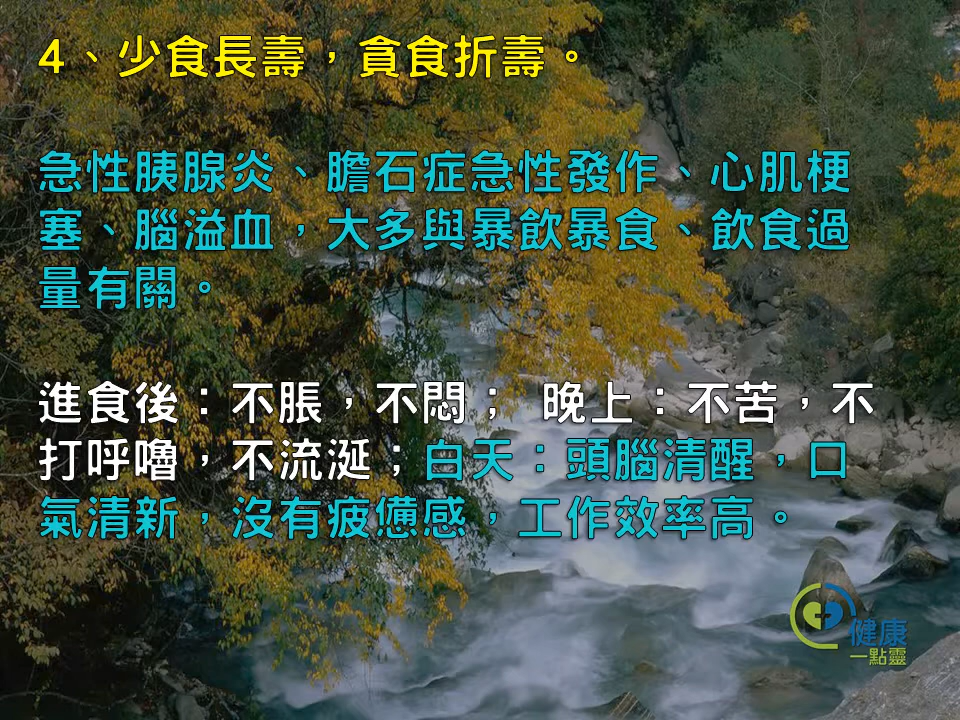 4、少食長壽，貪食折壽。
急性胰腺炎、膽石症急性發作、心肌梗
塞、腦溢血，大多與暴飲暴食、飲食過
量有關。
進食後：不脹，不悶； 晚上：不苦，不
打呼嚕，不流涎；白天：頭腦清醒，口
氣清新，沒有疲憊感，工作效率高。
健康
一點靈